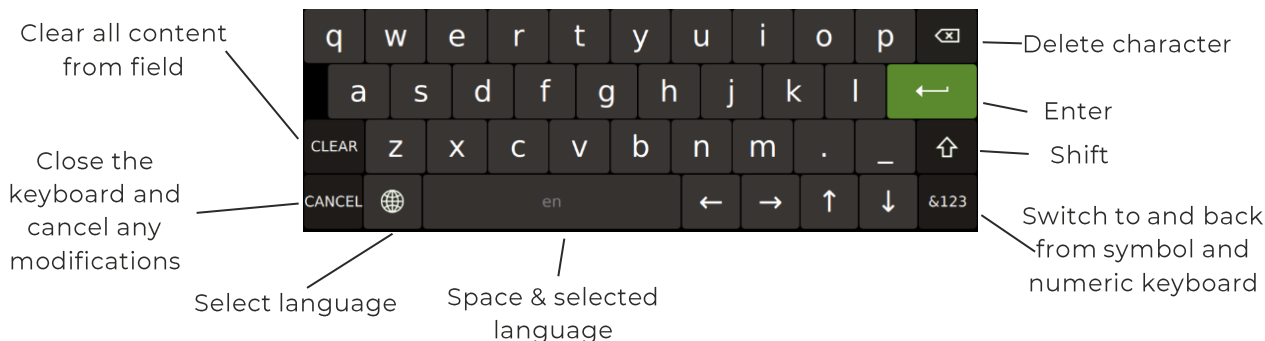 Clear all content
from field
q w e r t y u i o p
Delete character
a s d f g h j k l
Enter
CLEAR z x c v b n m . _
Shift
Close the
keyboard and
cancel any
modifications
CANCEL en ← → ↑ ↓ &123
Switch to and back
from symbol and
numeric keyboard
Select language
Space & selected
language